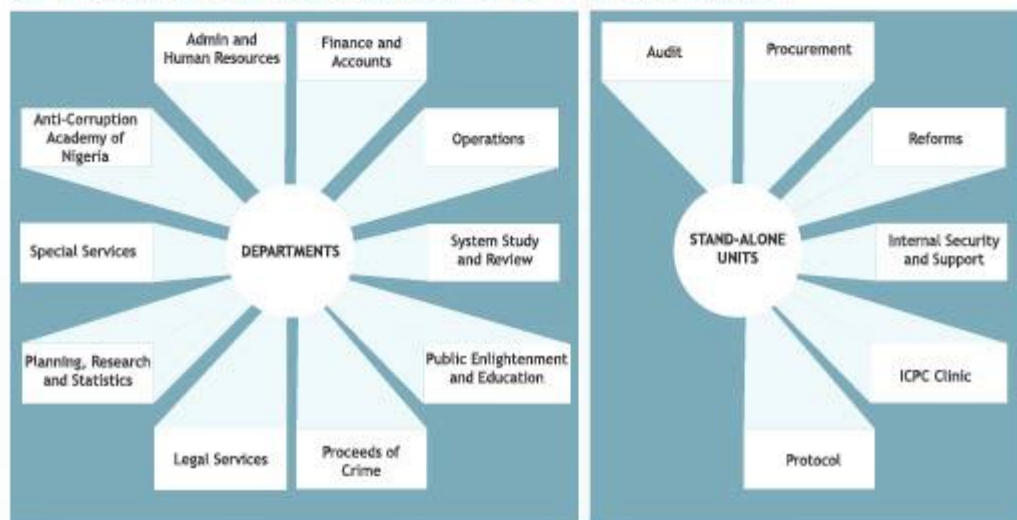 Admin and
Human Resources
Finance and
Accounts
Anti-Corruption
Academy of
Nigeria
Operations
Special Services
DEPARTMENTS
System Study
and Review
Planning, Research
and Statistics
Public Enlightenment
and Education
Legal Services
Proceeds of
Crime
Audit
Procurement
Reforms
STAND-ALONE
UNITS
Internal Security
and Support
ICPC Clinic
Protocol